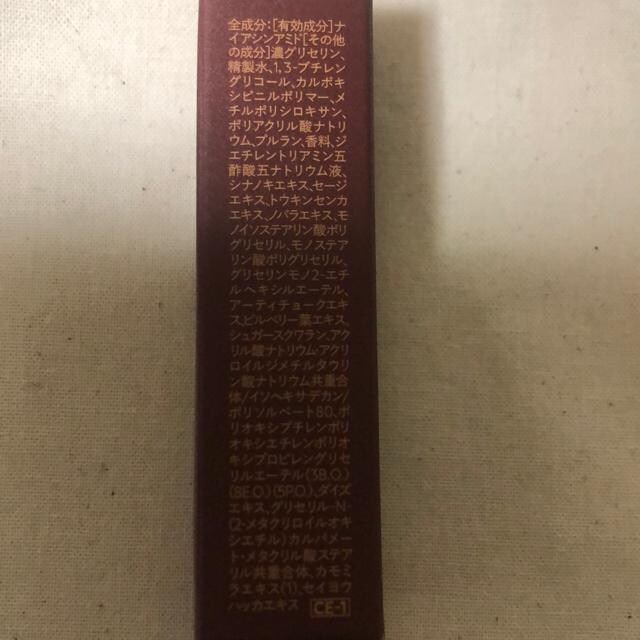 全成分:[有効成分]ナ
イアシンアミド[その他
の成分]濃グリセリン、
精製水、1,3-ブチレン
グリコール、カルボキ
シビニルポリマー、メ
チルポリシロキサン、
ポリアクリル酸ナトリ
ウム、プルラン、香料、ジ
エチレントリアミン五
酢酸五ナトリウム液、
シナノキエキス、セージ
エキス、トウキンセンカ
エキス、ノバラエキス、モ
ノイソステアリン酸ポリ
グリセリル、モノステア
リン酸ポリグリセリル、
グリセリンモノ2-エチ
ルヘキシルエーテル、
アーティチョークエキ
ス、ビルベリー葉エキス、
シュガースクワラン、アク
リル酸ナトリウム・アクリ
ロイルジメチルタウリ
ン酸ナトリウム共重合
体/イソヘキサデカン/
ポリソルベート80、ポ
リオキシブチレンポリ
オキシエチレンポリオ
キシプロピレングリセ
リルエーテル(3B.O.)
(8E.O.)(5P.O.)、ダイズ
エキス、グリセリル-N-
(2-メタクリロイルオキ
シエチル)カルバメー
ト・メタクリル酸ステア
リル共重合体、カモミ
ラエキス(1)、セイヨウ
ハッカエキス CE-1